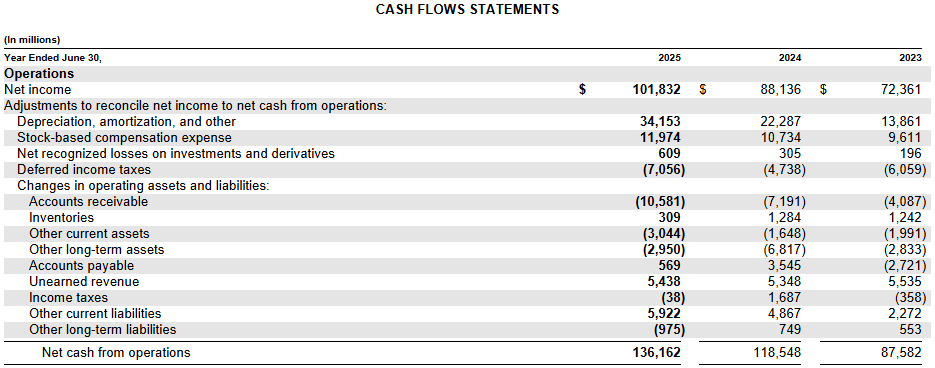 CASH FLOWS STATEMENTS
(In millions)
Year Ended June 30, 2025 2024 2023
Operations
Net income $ 101,832 $ 88,136 $ 72,361
Adjustments to reconcile net income to net cash from operations:
Depreciation, amortization, and other 34,153 22,287 13,861
Stock-based compensation expense 11,974 10,734 9,611
Net recognized losses on investments and derivatives 609 305 196
Deferred income taxes (7,056) (4,738) (6,059)
Changes in operating assets and liabilities:
Accounts receivable (10,581) (7,191) (4,087)
Inventories 309 1,284 1,242
Other current assets (3,044) (1,648) (1,991)
Other long-term assets (2,950) (6,817) (2,833)
Accounts payable 569 3,545 (2,721)
Unearned revenue 5,438 5,348 5,535
Income taxes (38) 1,687 (358)
Other current liabilities 5,922 4,867 2,272
Other long-term liabilities (975) 749 553
Net cash from operations 136,162 118,548 87,582